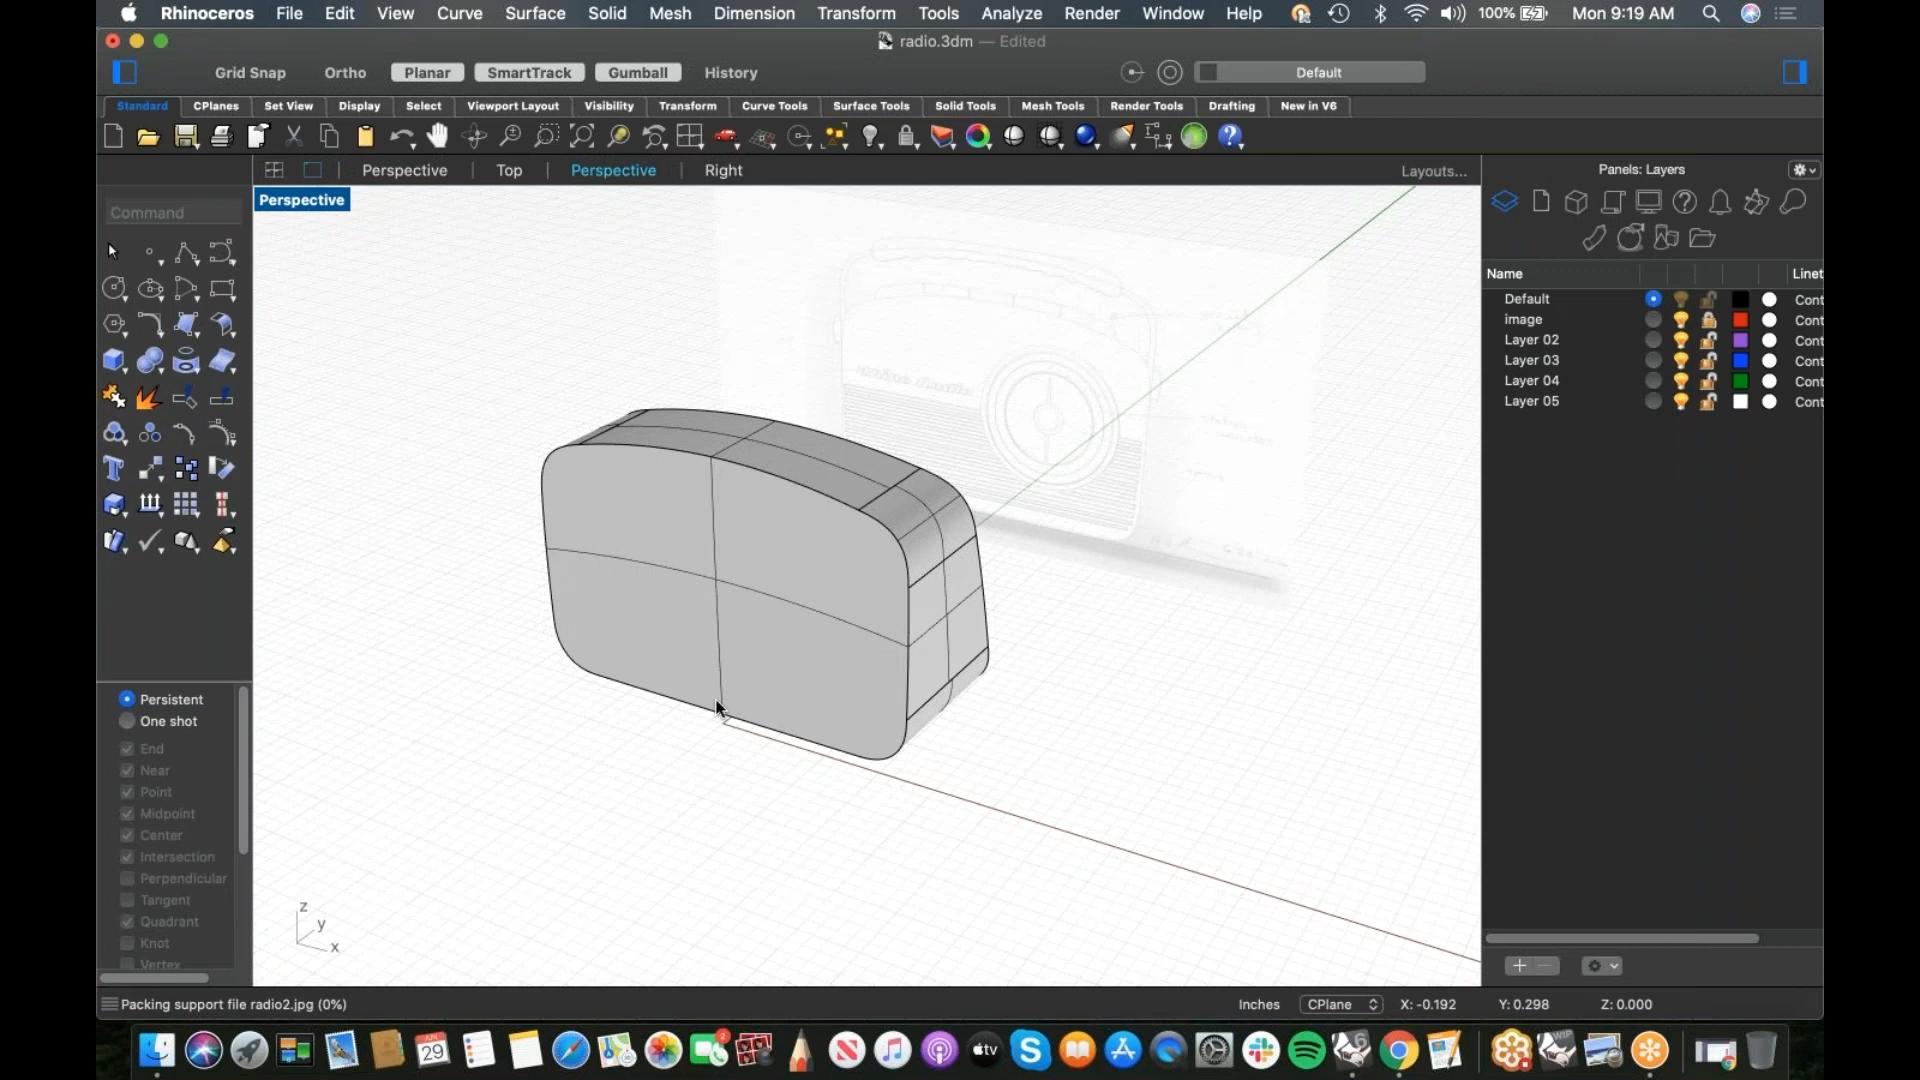 Rhinoceros File Edit View Curve Surface Solid Mesh Dimension Transform Tools Analyze Render Window Help 100% Mon 9:19 AM
radio.3dm — Edited
Grid Snap Ortho Planar SmartTrack Gumball History Default
Standard CPlanes Set View Display Select Viewport Layout Visibility Transform Curve Tools Surface Tools Solid Tools Mesh Tools Render Tools Drafting New in V6
Perspective Top Perspective Right Layouts... Panels: Layers
Perspective
Command
Name Linet
Default Cont
image Cont
Layer 02 Cont
Layer 03 Cont
Layer 04 Cont
Layer 05 Cont
Persistent
One shot
End
Near
Point
Midpoint
Center
Intersection
Perpendicular
Tangent
Quadrant
Knot
Vertex
z
y
x
Packing support file radio2.jpg (0%) Inches CPlane X: -0.192 Y: 0.298 Z: 0.000
JUN
29
2
tv
6
WIP